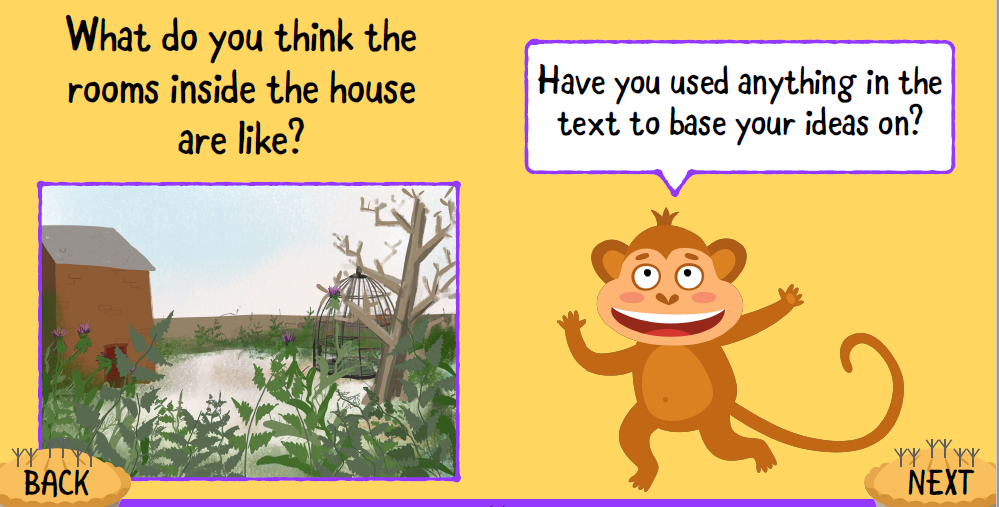 What do you think the
rooms inside the house
are like?
Have you used anything in the
text to base your ideas on?
BACK
NEXT